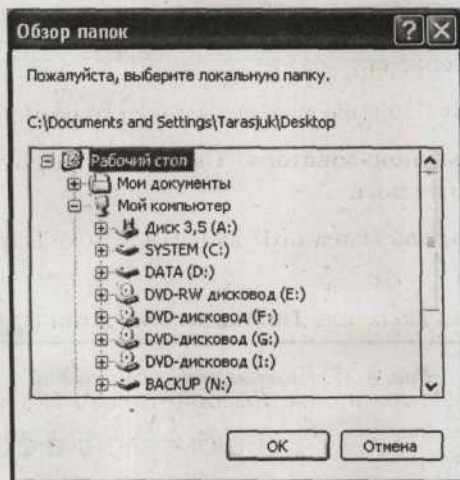 Обзор папок
Пожалуйста, выберите локальную папку.
C:\Documents and Settings\Tarasjuk\Desktop
Рабочий стол
Мои документы
Мой компьютер
Диск 3,5 (A:)
SYSTEM (C:)
DATA (D:)
DVD-RW дисковод (E:)
DVD-дисковод (F:)
DVD-дисковод (G:)
DVD-дисковод (I:)
BACKUP (N:)
ОК Отмена